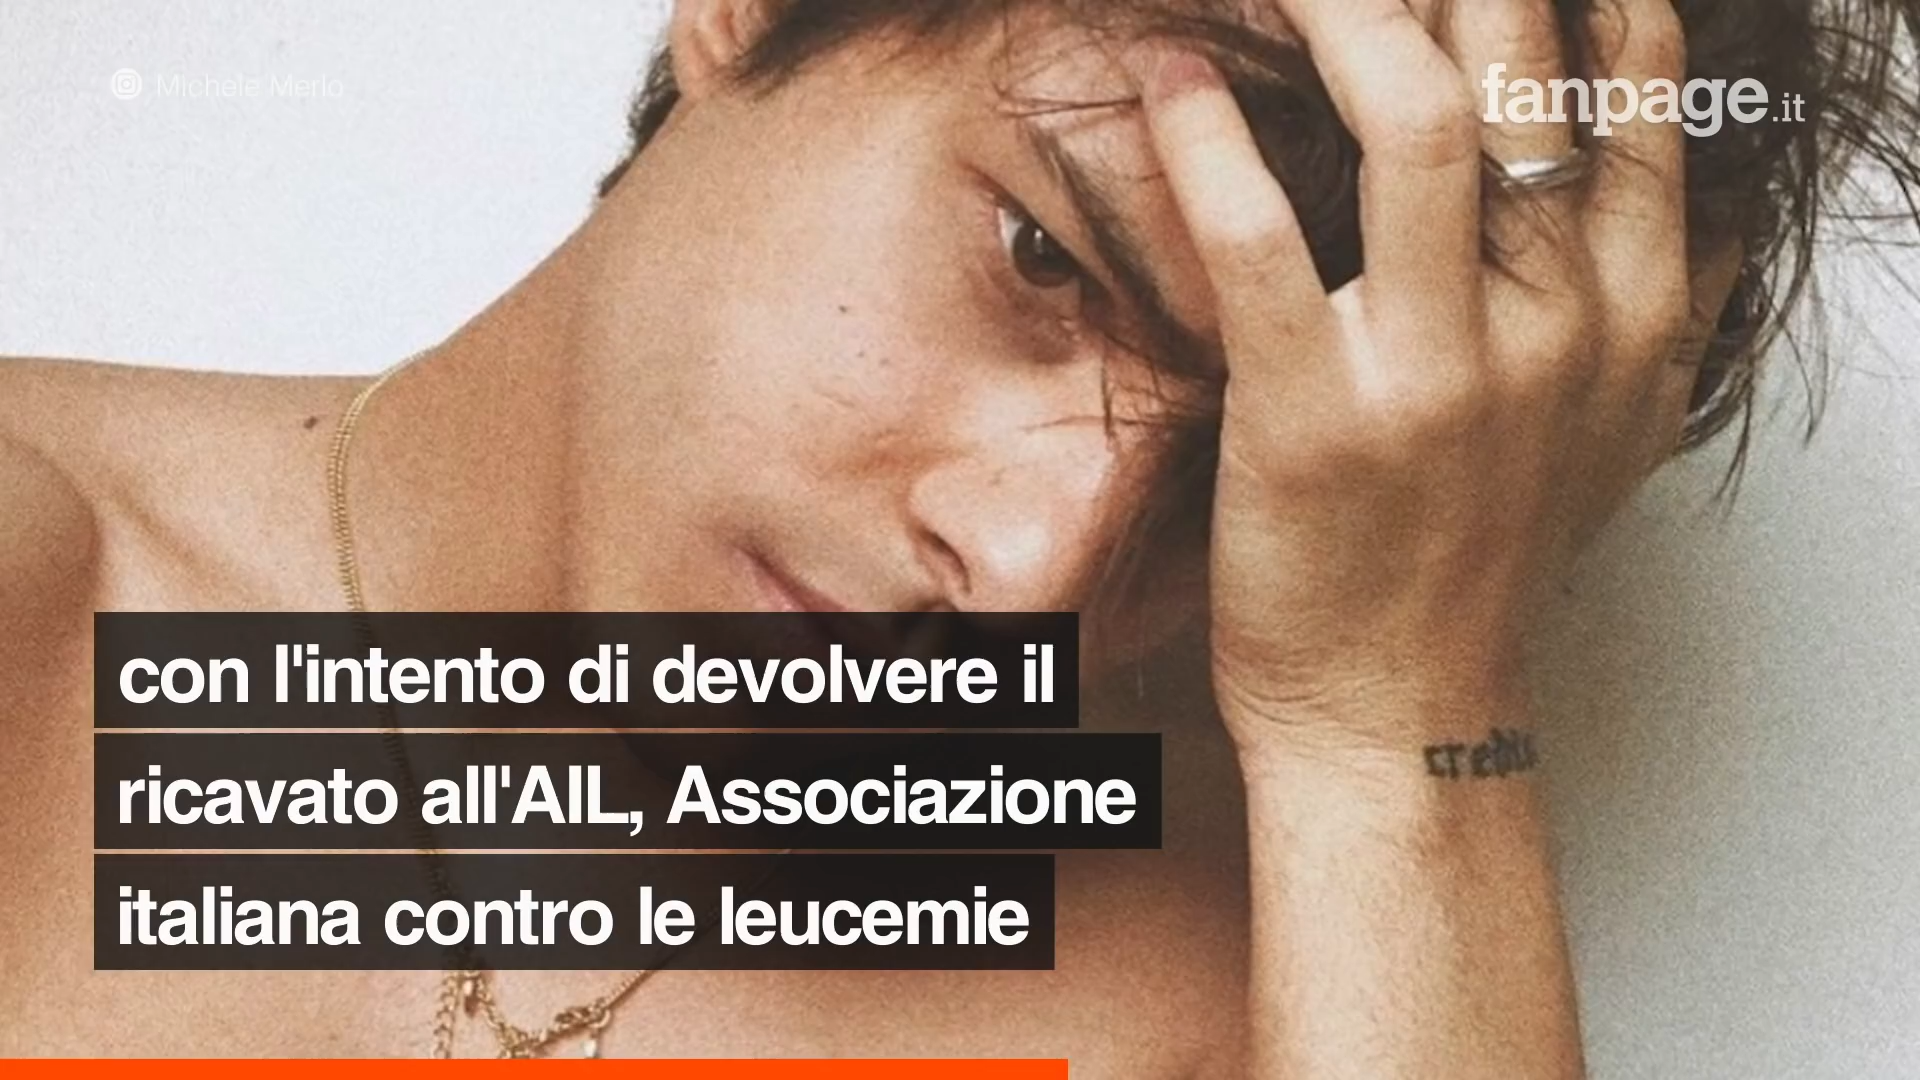 Michele Merlo
fanpage.it
con l'intento di devolvere il
ricavato all'AIL, Associazione
italiana contro le leucemie